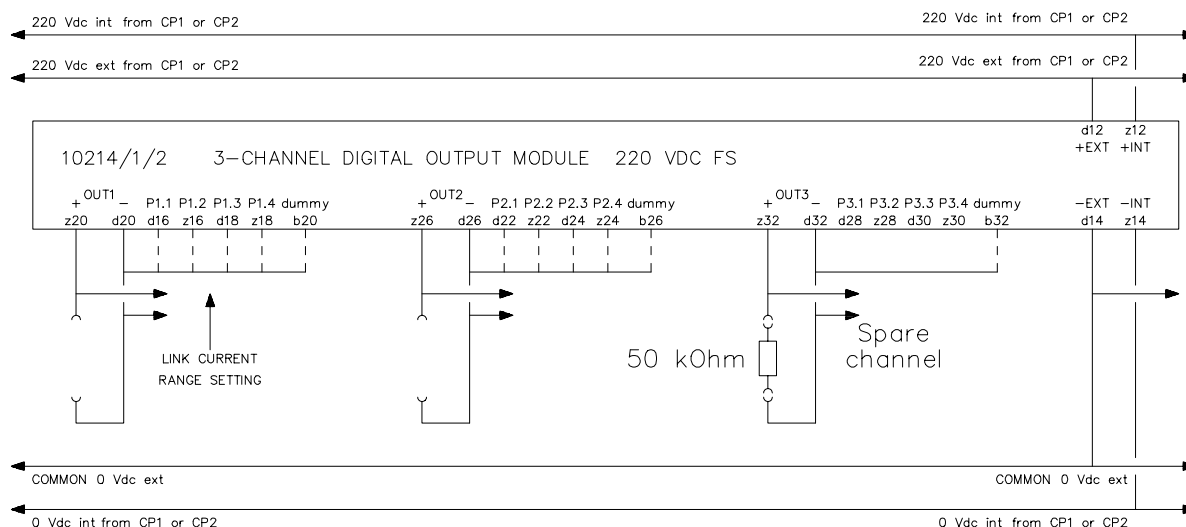 220 Vdc int from CP1 or CP2 220 Vdc int from CP1 or CP2
220 Vdc ext from CP1 or CP2 220 Vdc ext from CP1 or CP2
d12 z12
+EXT +INT
10214/1/2 3-CHANNEL DIGITAL OUTPUT MODULE 220 VDC FS
+ OUT1 - P1.1 P1.2 P1.3 P1.4 dummy + OUT2 - P2.1 P2.2 P2.3 P2.4 dummy + OUT3 - P3.1 P3.2 P3.3 P3.4 dummy -EXT -INT
z20 d20 d16 z16 d18 z18 b20 z26 d26 d22 z22 d24 z24 b26 z32 d32 d28 z28 d30 z30 b32 d14 z14
LINK CURRENT
RANGE SETTING
50 kOhm
Spare
channel
COMMON 0 Vdc ext COMMON 0 Vdc ext
0 Vdc int from CP1 or CP2 0 Vdc int from CP1 or CP2